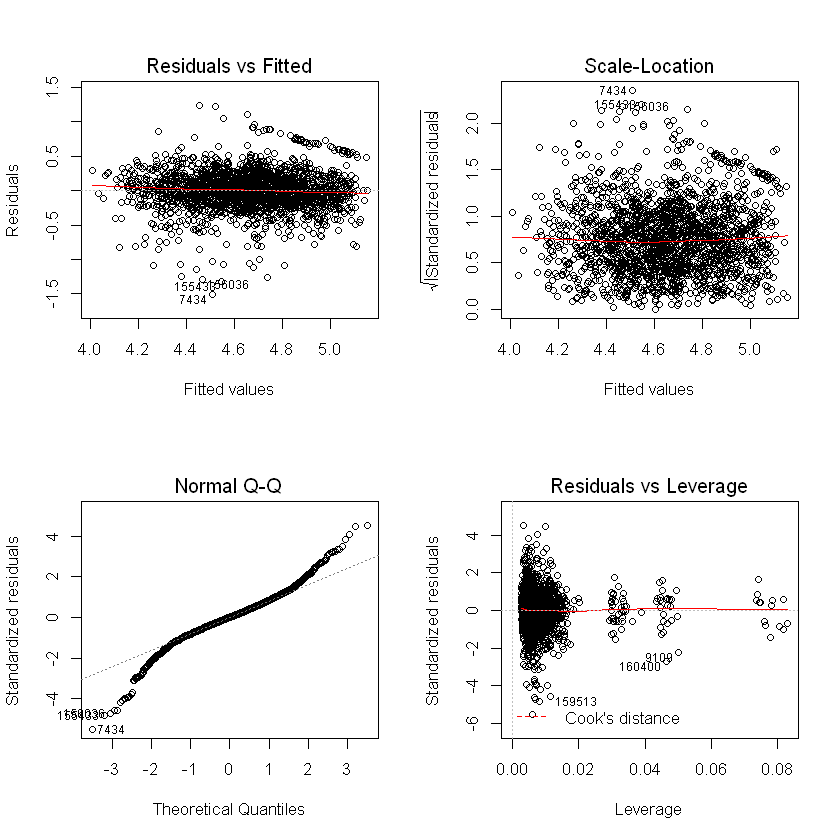 Residuals vs Fitted
Residuals
1.5
0.5
-0.5
-1.5
7434
4.0 4.2 4.4 4.6 4.8 5.0
Fitted values
Scale-Location
√|Standardized residuals|
2.0
1.5
1.0
0.5
0.0
7434
155433
156036
4.0 4.2 4.4 4.6 4.8 5.0
Fitted values
Normal Q-Q
Standardized residuals
4
2
0
-2
-4
155433
7434
-3 -2 -1 0 1 2 3
Theoretical Quantiles
Residuals vs Leverage
Standardized residuals
4
2
0
-2
-4
-6
9109
160400
159513
Cook's distance
0.00 0.02 0.04 0.06 0.08
Leverage